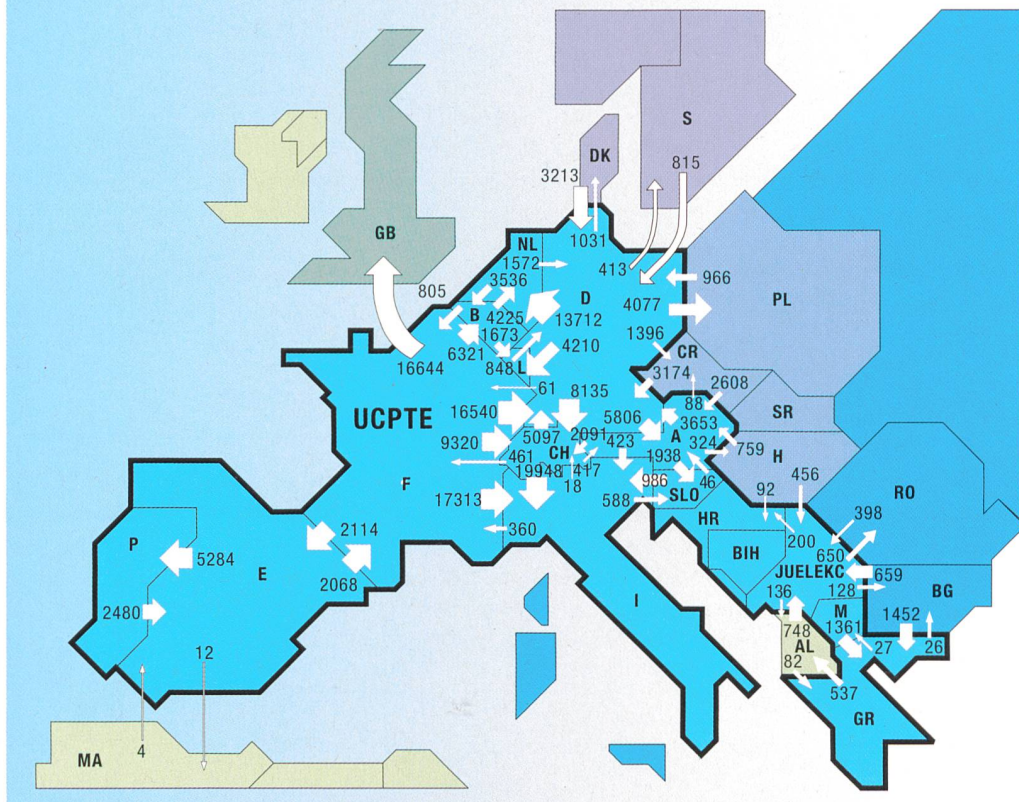 S
DK
815
3213
GB
NL
1031
1572
413
966
805
3536
D
4077
PL
B
4225
13712
1673
1396
6321
4210
CR
16644
848
L
3174
61
8135
88
2608
UCPTE
16540
5806
3653
SR
5097
2091
A
9320
CH
423
324
759
461
1938
H
19948
417
46
456
F
18
986
SLO
92
17313
588
RO
HR
398
P
2114
360
200
5284
BIH
650
E
JUELEKC
659
2068
I
136
128
BG
2480
M
1452
748
1361
12
AL
27
26
82
537
GR
4
MA